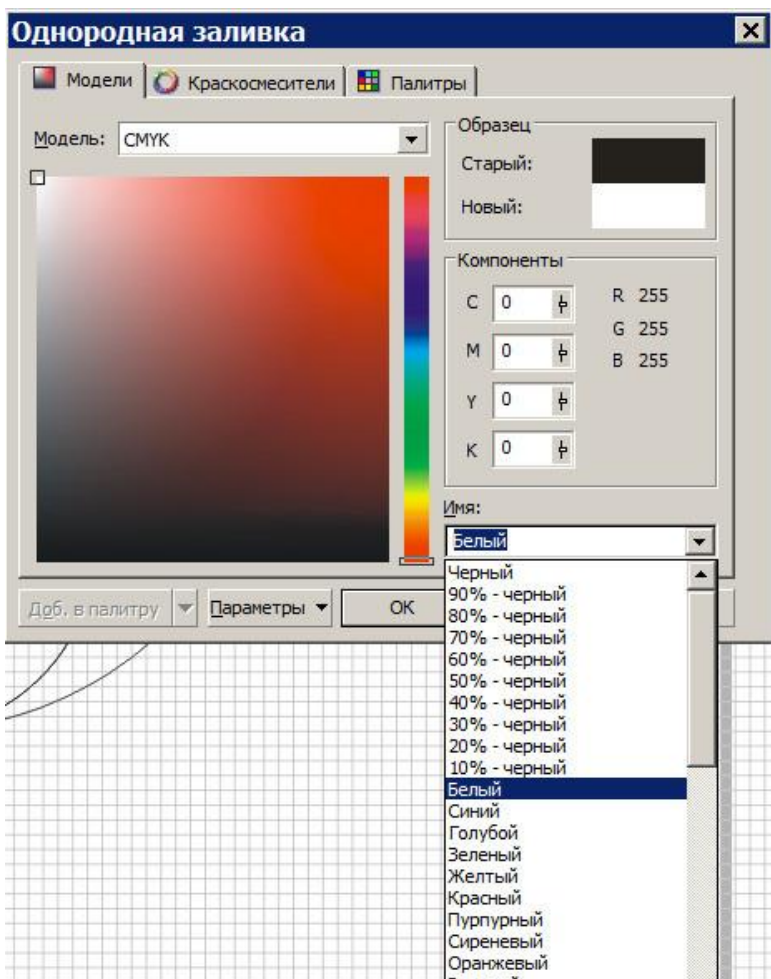 Однородная заливка
Модели Краскосмесители Палитры
Модель: CMYK
Образец
Старый:
Новый:
Компоненты
C 0 R 255
G 255
M 0 B 255
Y 0
K 0
Имя:
Белый
Доб. в палитру Параметры OK
Черный
90% - черный
80% - черный
70% - черный
60% - черный
50% - черный
40% - черный
30% - черный
20% - черный
10% - черный
Белый
Синий
Голубой
Зеленый
Желтый
Красный
Пурпурный
Сиреневый
Оранжевый